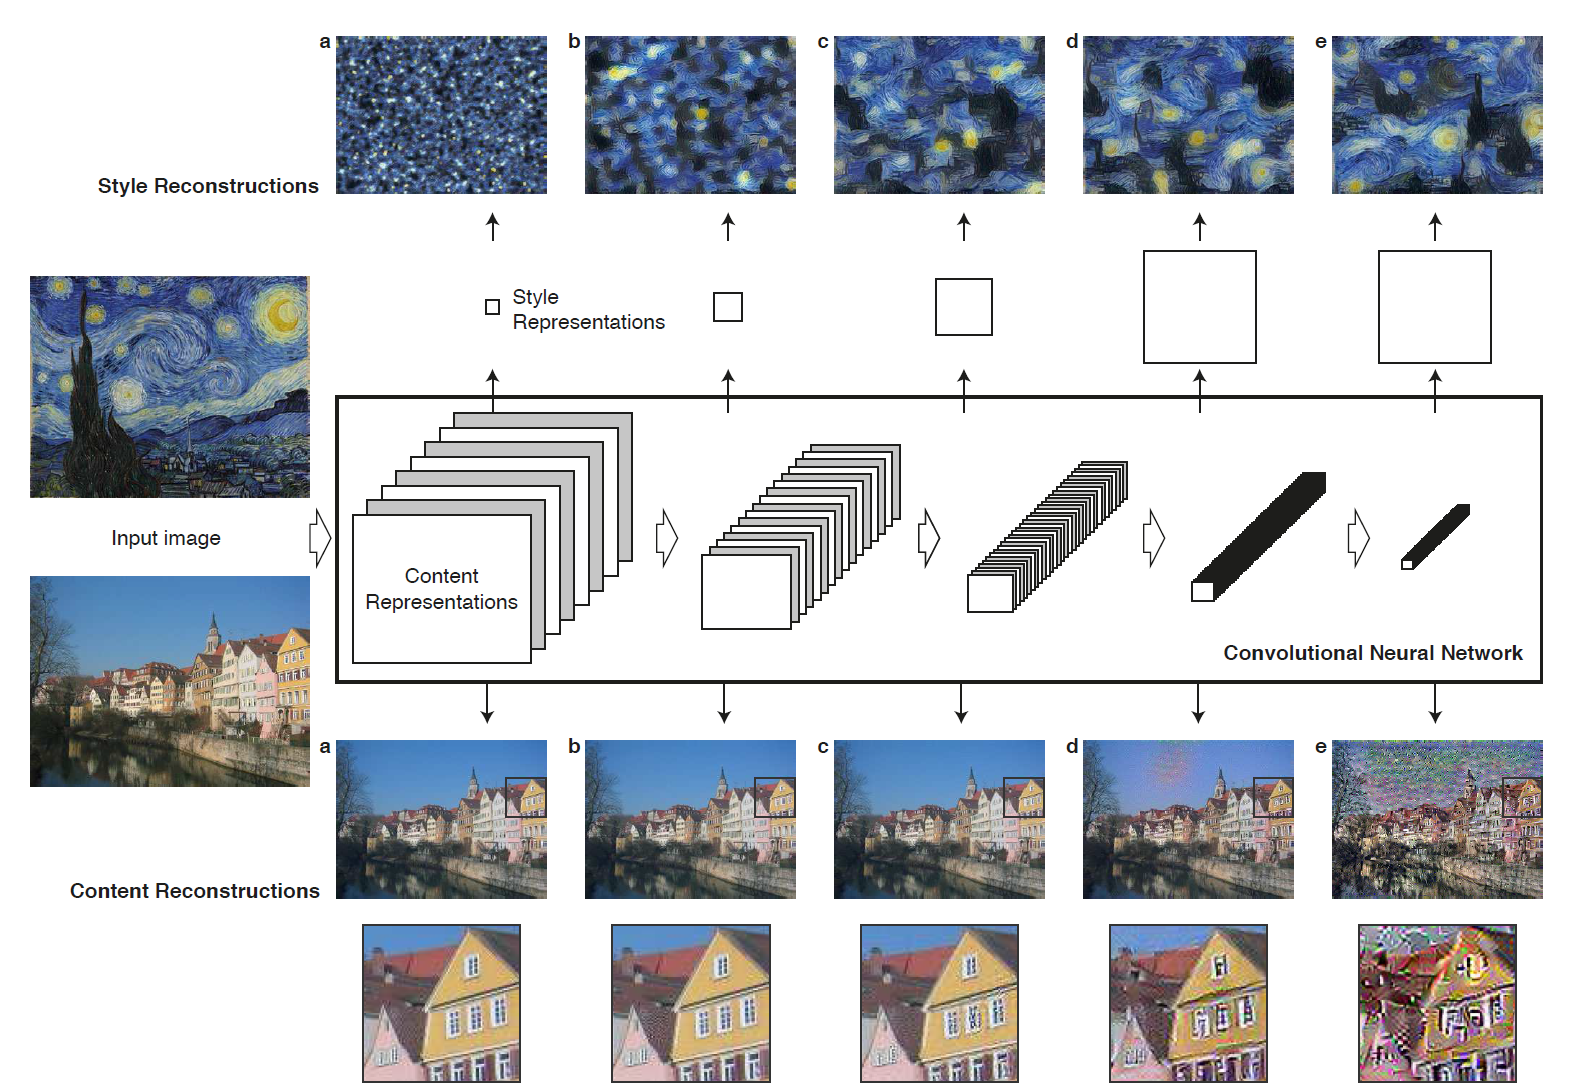 a
b
c
d
e
Style Reconstructions
Style
Representations
Input image
Content
Representations
Convolutional Neural Network
a
b
c
d
e
Content Reconstructions